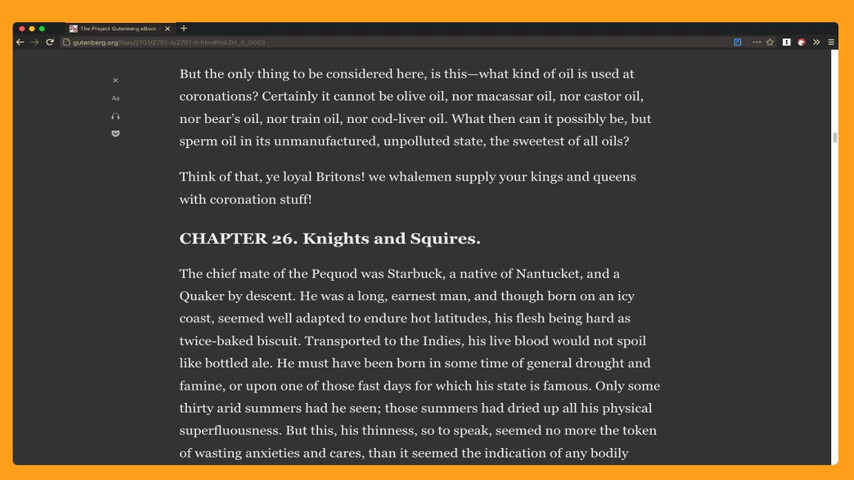 The Project Gutenberg eBook
gutenberg.org/files/2701/2701-h/2701-h.htm#link2H_4_0009
Aa
But the only thing to be considered here, is this—what kind of oil is used at
coronations? Certainly it cannot be olive oil, nor macassar oil, nor castor oil,
nor bear’s oil, nor train oil, nor cod-liver oil. What then can it possibly be, but
sperm oil in its unmanufactured, unpolluted state, the sweetest of all oils?
Think of that, ye loyal Britons! we whalemen supply your kings and queens
with coronation stuff!
CHAPTER 26. Knights and Squires.
The chief mate of the Pequod was Starbuck, a native of Nantucket, and a
Quaker by descent. He was a long, earnest man, and though born on an icy
coast, seemed well adapted to endure hot latitudes, his flesh being hard as
twice-baked biscuit. Transported to the Indies, his live blood would not spoil
like bottled ale. He must have been born in some time of general drought and
famine, or upon one of those fast days for which his state is famous. Only some
thirty arid summers had he seen; those summers had dried up all his physical
superfluousness. But this, his thinness, so to speak, seemed no more the token
of wasting anxieties and cares, than it seemed the indication of any bodily